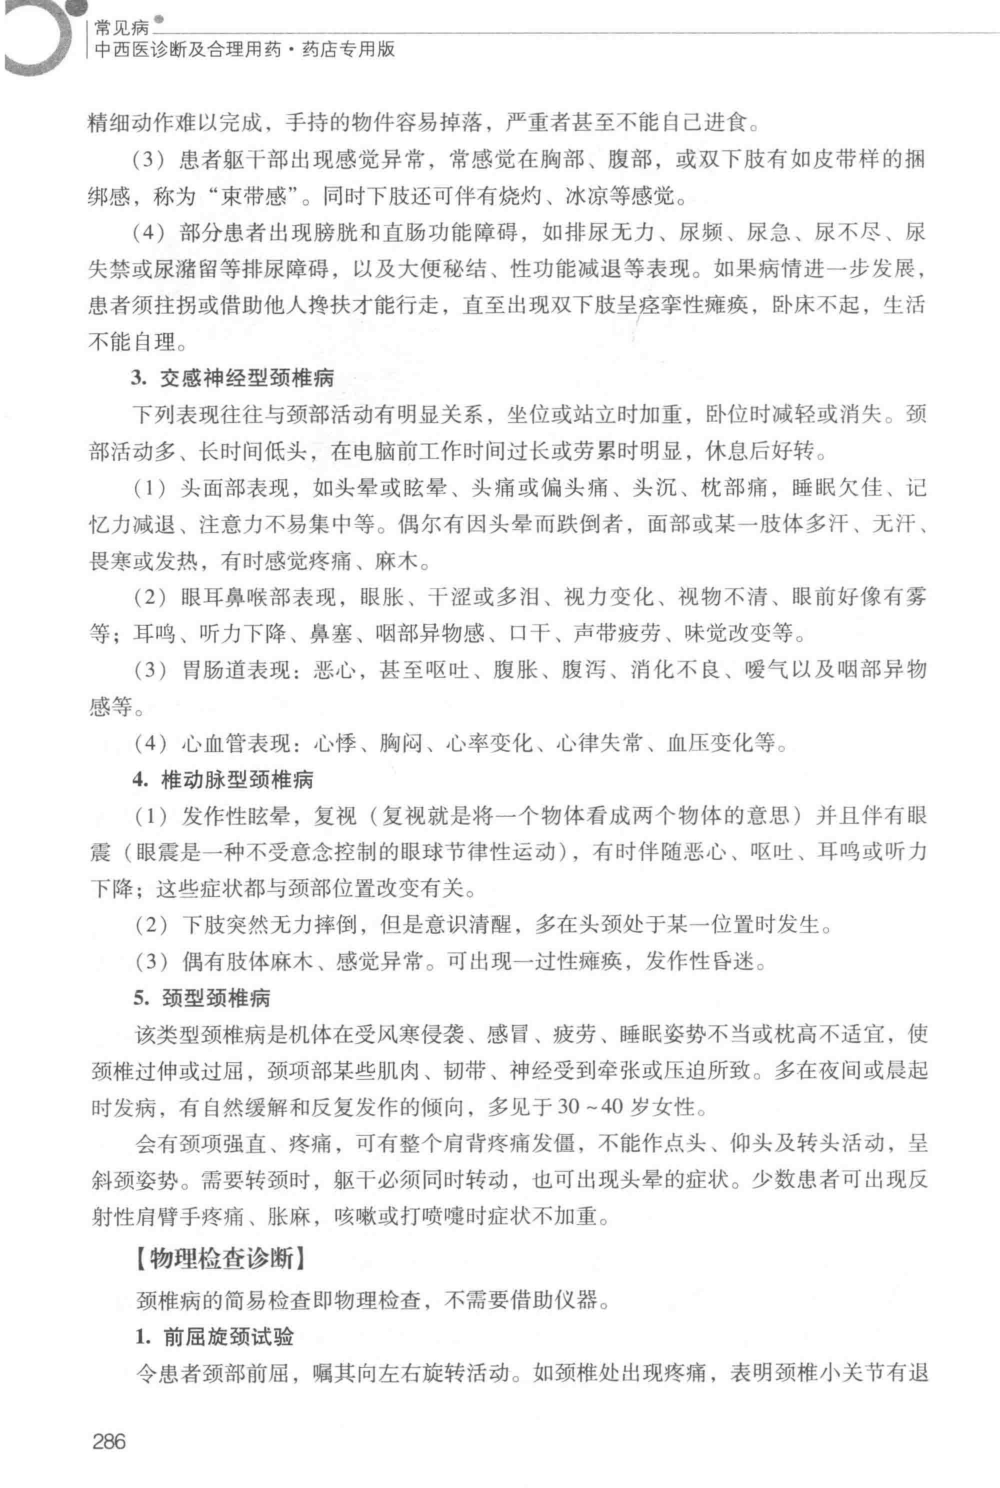 常见病
中西医诊断及合理用药·药店专用版
精细动作难以完成，手持的物件容易掉落，严重者甚至不能自己进食。
（3）患者躯干部出现感觉异常，常感觉在胸部、腹部，或双下肢有如皮带样的捆
绑感，称为“束带感”。同时下肢还可伴有烧灼、冰凉等感觉。
（4）部分患者出现膀胱和直肠功能障碍，如排尿无力、尿频、尿急、尿不尽、尿
失禁或尿潴留等排尿障碍，以及大便秘结、性功能减退等表现。如果病情进一步发展，
患者须拄拐或借助他人搀扶才能行走，直至出现双下肢呈痉挛性瘫痪，卧床不起，生活
不能自理。
3. 交感神经型颈椎病
下列表现往往与颈部活动有明显关系，坐位或站立时加重，卧位时减轻或消失。颈
部活动多、长时间低头，在电脑前工作时间过长或劳累时明显，休息后好转。
（1）头面部表现，如头晕或眩晕、头痛或偏头痛、头沉、枕部痛，睡眠欠佳、记
忆力减退、注意力不易集中等。偶尔有因头晕而跌倒者，面部或某一肢体多汗、无汗、
畏寒或发热，有时感觉疼痛、麻木。
（2）眼耳鼻喉部表现，眼胀、干涩或多泪、视力变化、视物不清、眼前好像有雾
等；耳鸣、听力下降、鼻塞、咽部异物感、口干、声带疲劳、味觉改变等。
（3）胃肠道表现：恶心，甚至呕吐、腹胀、腹泻、消化不良、嗳气以及咽部异物
感等。
（4）心血管表现：心悸、胸闷、心率变化、心律失常、血压变化等。
4. 椎动脉型颈椎病
（1）发作性眩晕，复视（复视就是将一个物体看成两个物体的意思）并且伴有眼
震（眼震是一种不受意念控制的眼球节律性运动），有时伴随恶心、呕吐、耳鸣或听力
下降；这些症状都与颈部位置改变有关。
（2）下肢突然无力摔倒，但是意识清醒，多在头颈处于某一位置时发生。
（3）偶有肢体麻木、感觉异常。可出现一过性瘫痪，发作性昏迷。
5. 颈型颈椎病
该类型颈椎病是机体在受风寒侵袭、感冒、疲劳、睡眠姿势不当或枕高不适宜，使
颈椎过伸或过屈，颈项部某些肌肉、韧带、神经受到牵张或压迫所致。多在夜间或晨起
时发病，有自然缓解和反复发作的倾向，多见于 30 ~ 40 岁女性。
会有颈项强直、疼痛，可有整个肩背疼痛发僵，不能作点头、仰头及转头活动，呈
斜颈姿势。需要转颈时，躯干必须同时转动，也可出现头晕的症状。少数患者可出现反
射性肩臂手疼痛、胀麻，咳嗽或打喷嚏时症状不加重。
【物理检查诊断】
颈椎病的简易检查即物理检查，不需要借助仪器。
1. 前屈旋颈试验
令患者颈部前屈，嘱其向左右旋转活动。如颈椎处出现疼痛，表明颈椎小关节有退
286